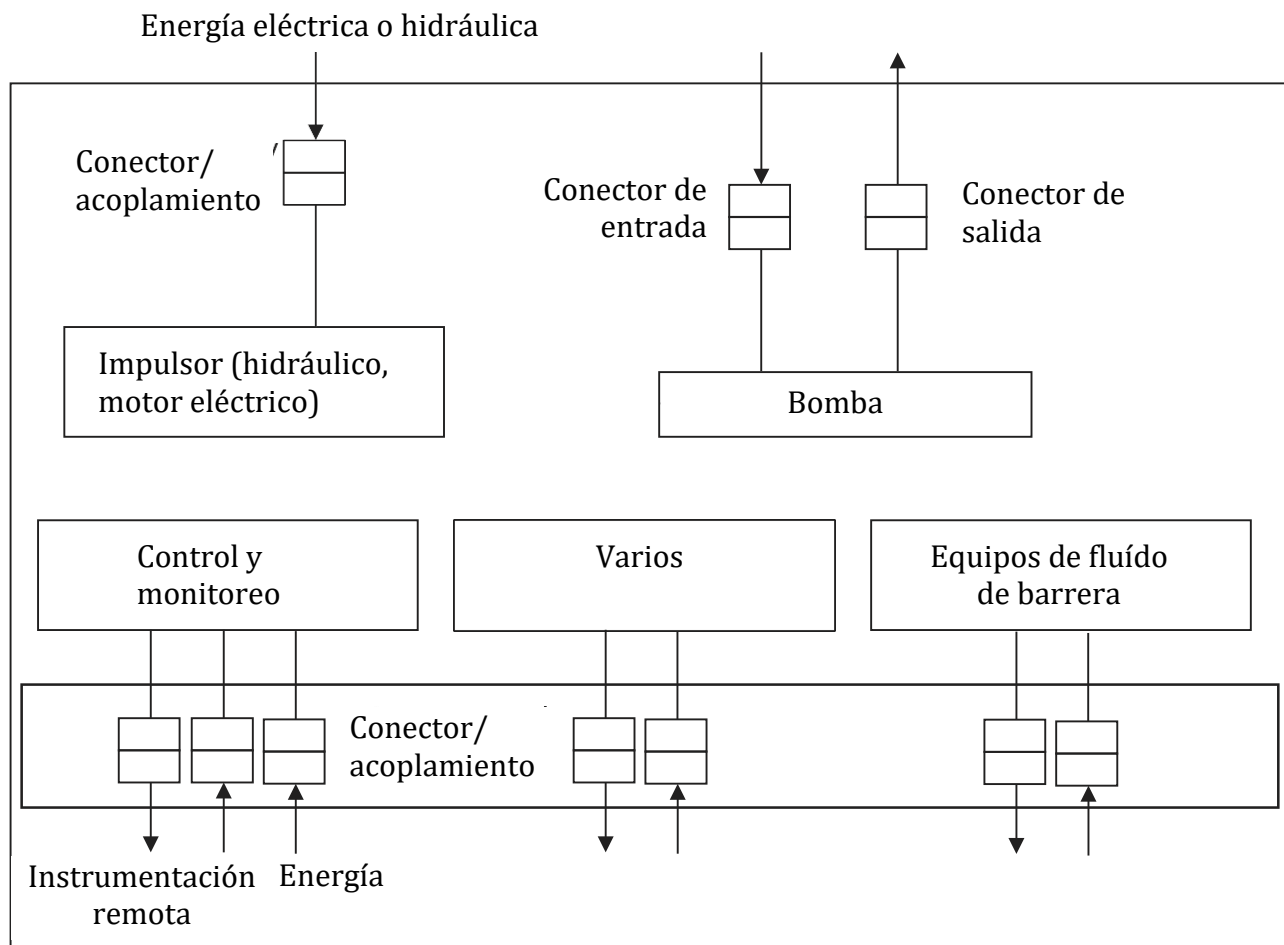 Energía eléctrica o hidráulica
Conector/
acoplamiento
Conector de
entrada
Conector de
salida
Impulsor (hidráulico,
motor eléctrico)
Bomba
Control y
monitoreo
Varios
Equipos de fluído
de barrera
Conector/
acoplamiento
Instrumentación
remota
Energía